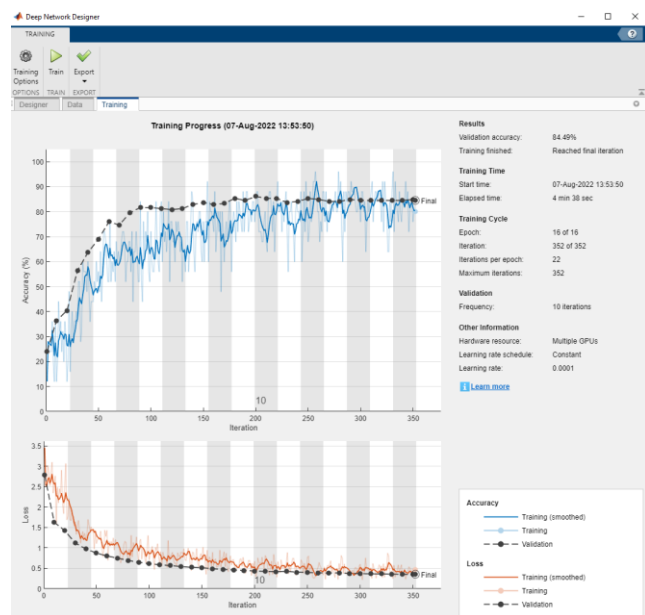 Deep Network Designer
TRAINING
Training Options
Train
Export
OPTIONS
TRAIN
EXPORT
Designer
Data
Training
Training Progress (07-Aug-2022 13:53:50)
100
90
80
70
60
50
40
30
20
10
0
Accuracy (%)
Final
10
0
50
100
150
200
250
300
350
Iteration
3.5
3
2.5
2
1.5
1
0.5
0
Loss
Final
10
0
50
100
150
200
250
300
350
Iteration
Results
Validation accuracy: 84.49%
Training finished: Reached final iteration
Training Time
Start time: 07-Aug-2022 13:53:50
Elapsed time: 4 min 38 sec
Training Cycle
Epoch: 16 of 16
Iteration: 352 of 352
Iterations per epoch: 22
Maximum iterations: 352
Validation
Frequency: 10 iterations
Other Information
Hardware resource: Multiple GPUs
Learning rate schedule: Constant
Learning rate: 0.0001
Learn more
Accuracy
Training (smoothed)
Training
Validation
Loss
Training (smoothed)
Training
Validation